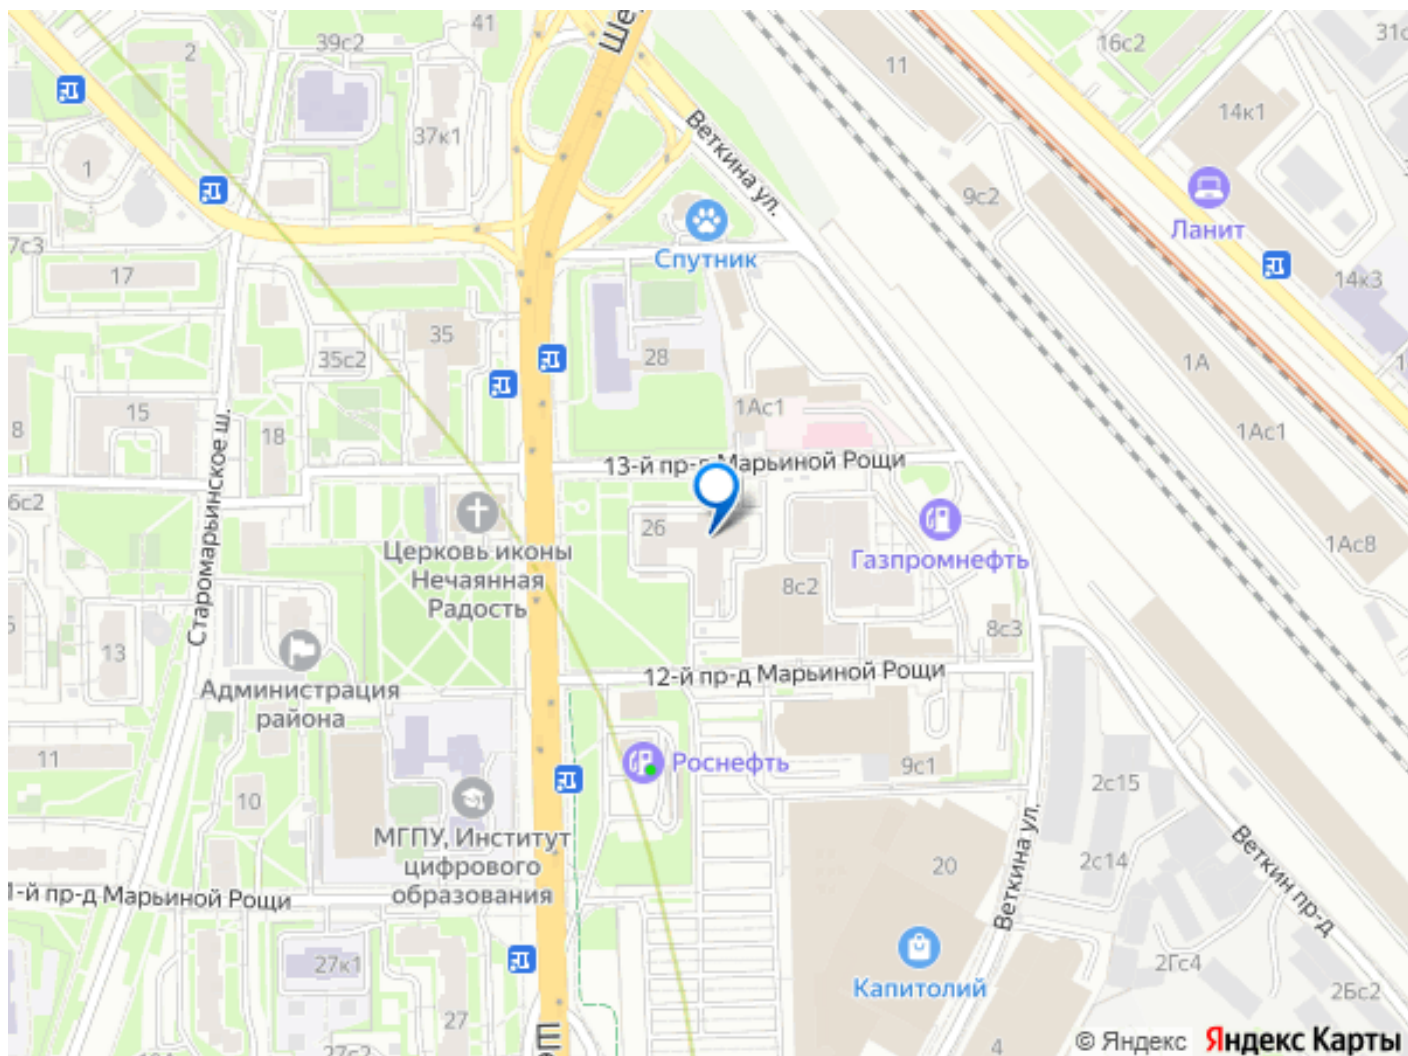 41
39с2
2
Ше
16с2
31с
11
37к1
14к1
1
Веткина ул.
9с2
Ланит
7с3
17
Спутник
14к3
35
28
35с2
1А
15
1Ас1
1Ас1
8
18
13-й пр-д Марьиной Рощи
Старомарьинское ш.
6с2
26
Церковь иконы
Нечаянная
Радость
Газпромнефть
1Ас8
8с2
8с3
13
12-й пр-д Марьиной Рощи
Администрация
района
11
Роснефть
9с1
2с15
10
МГПУ, Институт
цифрового
образования
20
2с14
Веткина ул.
Веткин пр-д
1-й пр-д Марьиной Рощи
27к1
Капитолий
2Гс4
2Бс2
27
27с2
4
© Яндекс Яндекс Карты